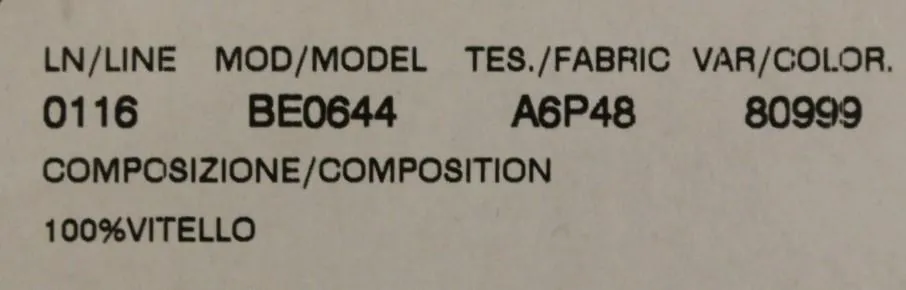 LN/LINE MOD/MODEL TES./FABRIC VAR/COLOR.
0116 BE0644 A6P48 80999
COMPOSIZIONE/COMPOSITION
100%VITELLO